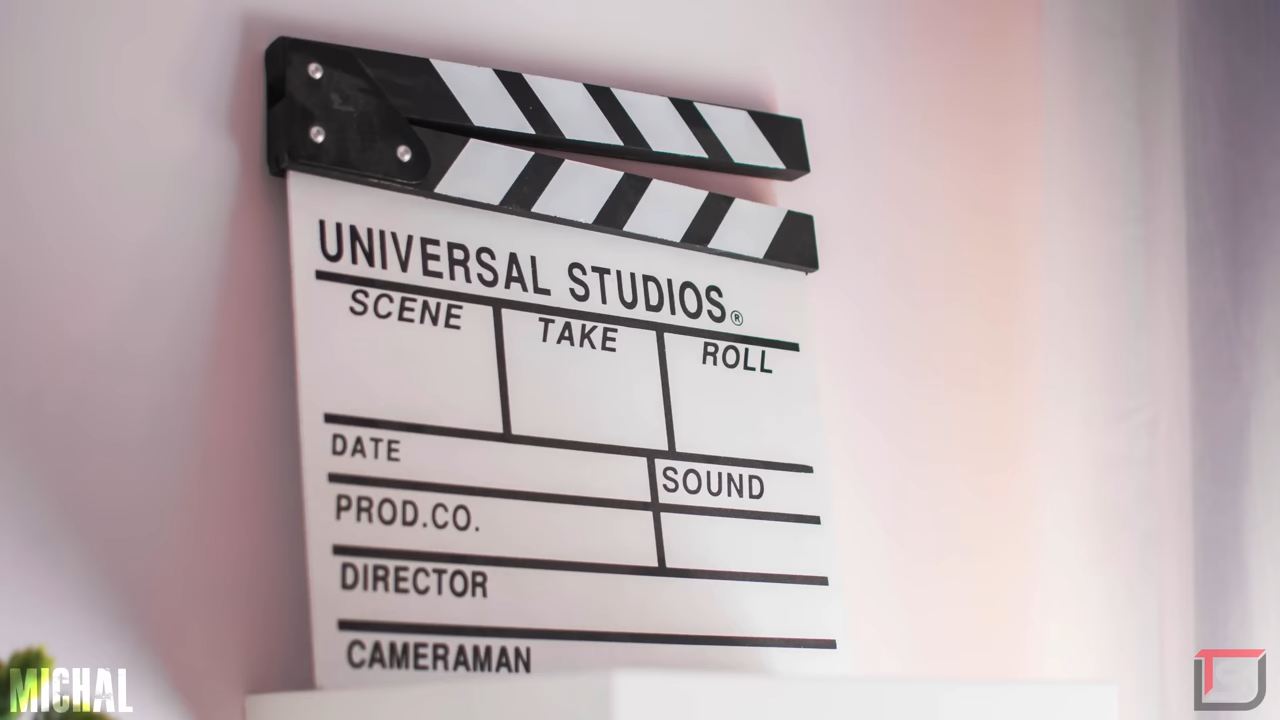 UNIVERSAL STUDIOS®
SCENE TAKE ROLL
DATE SOUND
PROD.CO.
DIRECTOR
CAMERAMAN
MICHAL